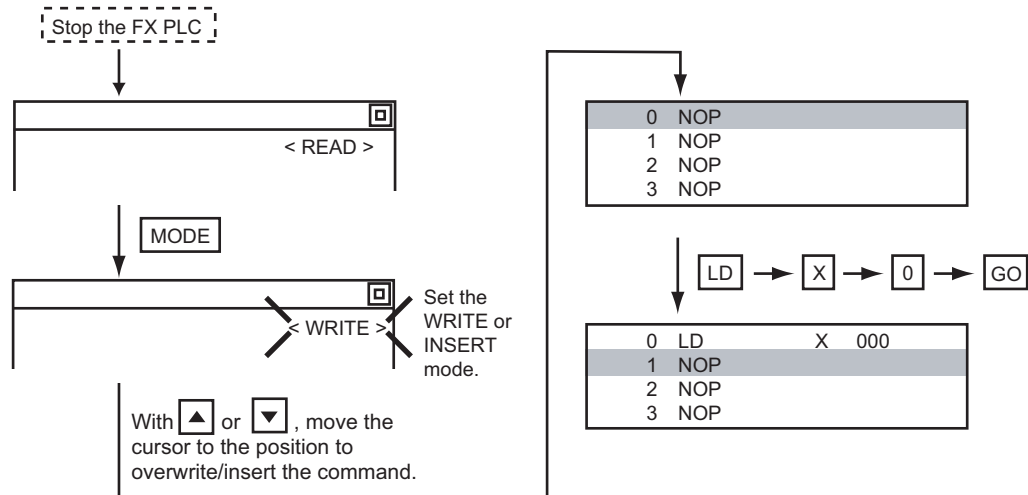 Stop the FX PLC
< READ >
MODE
< WRITE >
Set the
WRITE or
INSERT
mode.
With ▲ or ▼ , move the
cursor to the position to
overwrite/insert the command.
0 NOP
1 NOP
2 NOP
3 NOP
LD X 0 GO
0 LD X 000
1 NOP
2 NOP
3 NOP